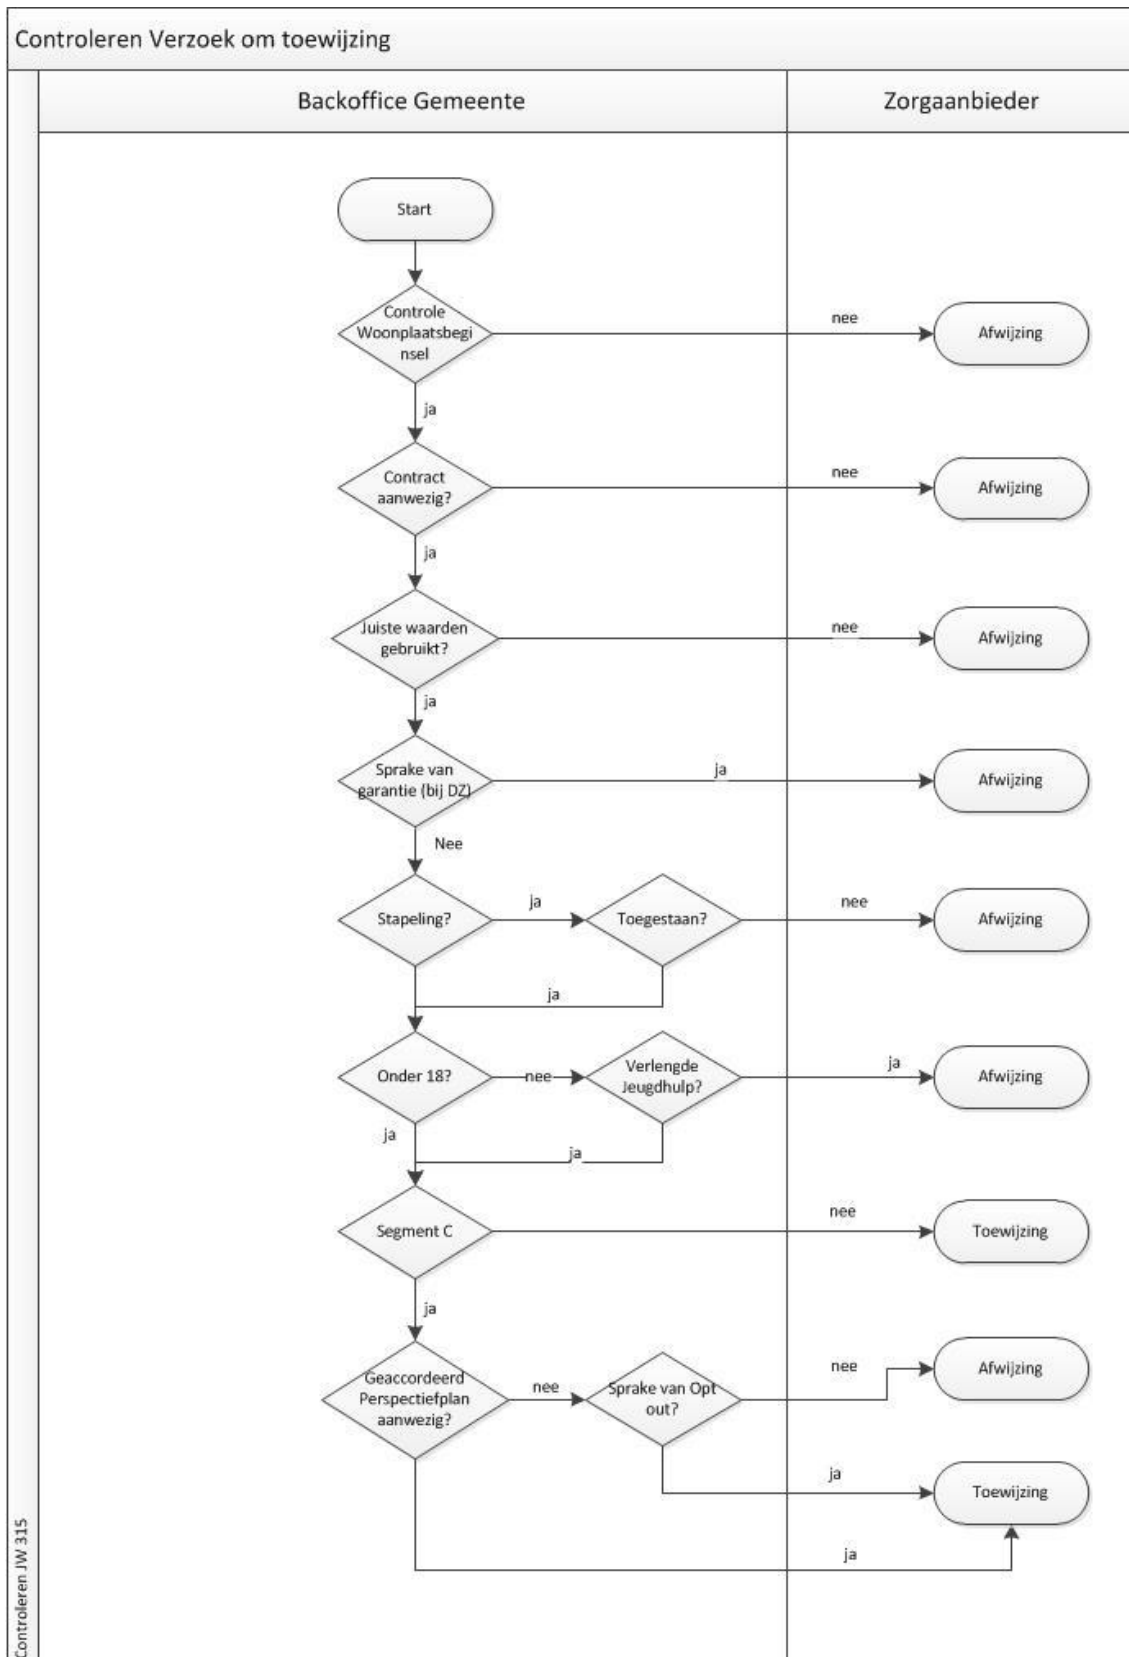 Controleren Verzoek om toewijzing
Backoffice Gemeente
Zorgaanbieder
Start
Controle
Woonplaatsbegi
nsel
nee
Afwijzing
ja
Contract
aanwezig?
nee
Afwijzing
ja
Juiste waarden
gebruikt?
nee
Afwijzing
ja
Sprake van
garantie (bij DZ)
ja
Afwijzing
Nee
Stapeling?
ja
Toegestaan?
nee
Afwijzing
ja
Onder 18?
nee
Verlengde
Jeugdhulp?
ja
Afwijzing
ja
ja
Segment C
nee
Toewijzing
ja
Geaccordeerd
Perspectiefplan
aanwezig?
nee
Sprake van Opt
out?
nee
Afwijzing
ja
Toewijzing
ja
Controleren JW 315